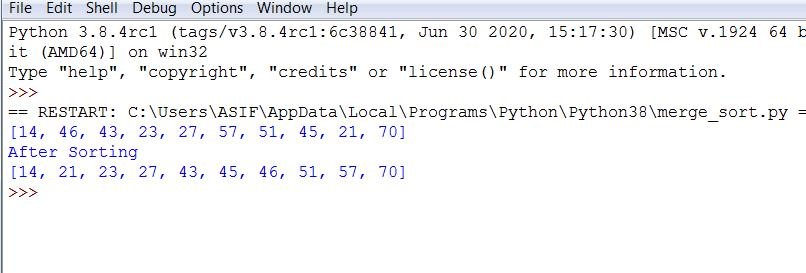 File Edit Shell Debug Options Window Help
Python 3.8.4rc1 (tags/v3.8.4rc1:6c38841, Jun 30 2020, 15:17:30) [MSC v.1924 64 b
it (AMD64)] on win32
Type "help", "copyright", "credits" or "license()" for more information.
>>>
== RESTART: C:\Users\ASIF\AppData\Local\Programs\Python\Python38\merge_sort.py =
[14, 46, 43, 23, 27, 57, 51, 45, 21, 70]
After Sorting
[14, 21, 23, 27, 43, 45, 46, 51, 57, 70]
>>>